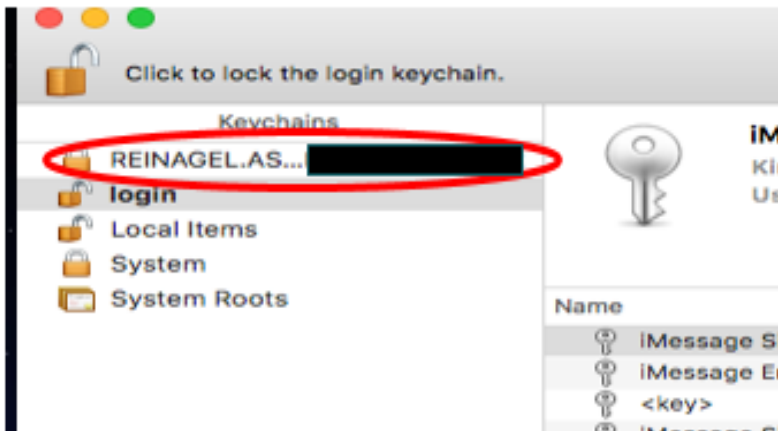 Click to lock the login keychain.
Keychains
REINAGEL.AS...
login
Local Items
System
System Roots
Name
iMessage
iMessage
<key>
iMessage